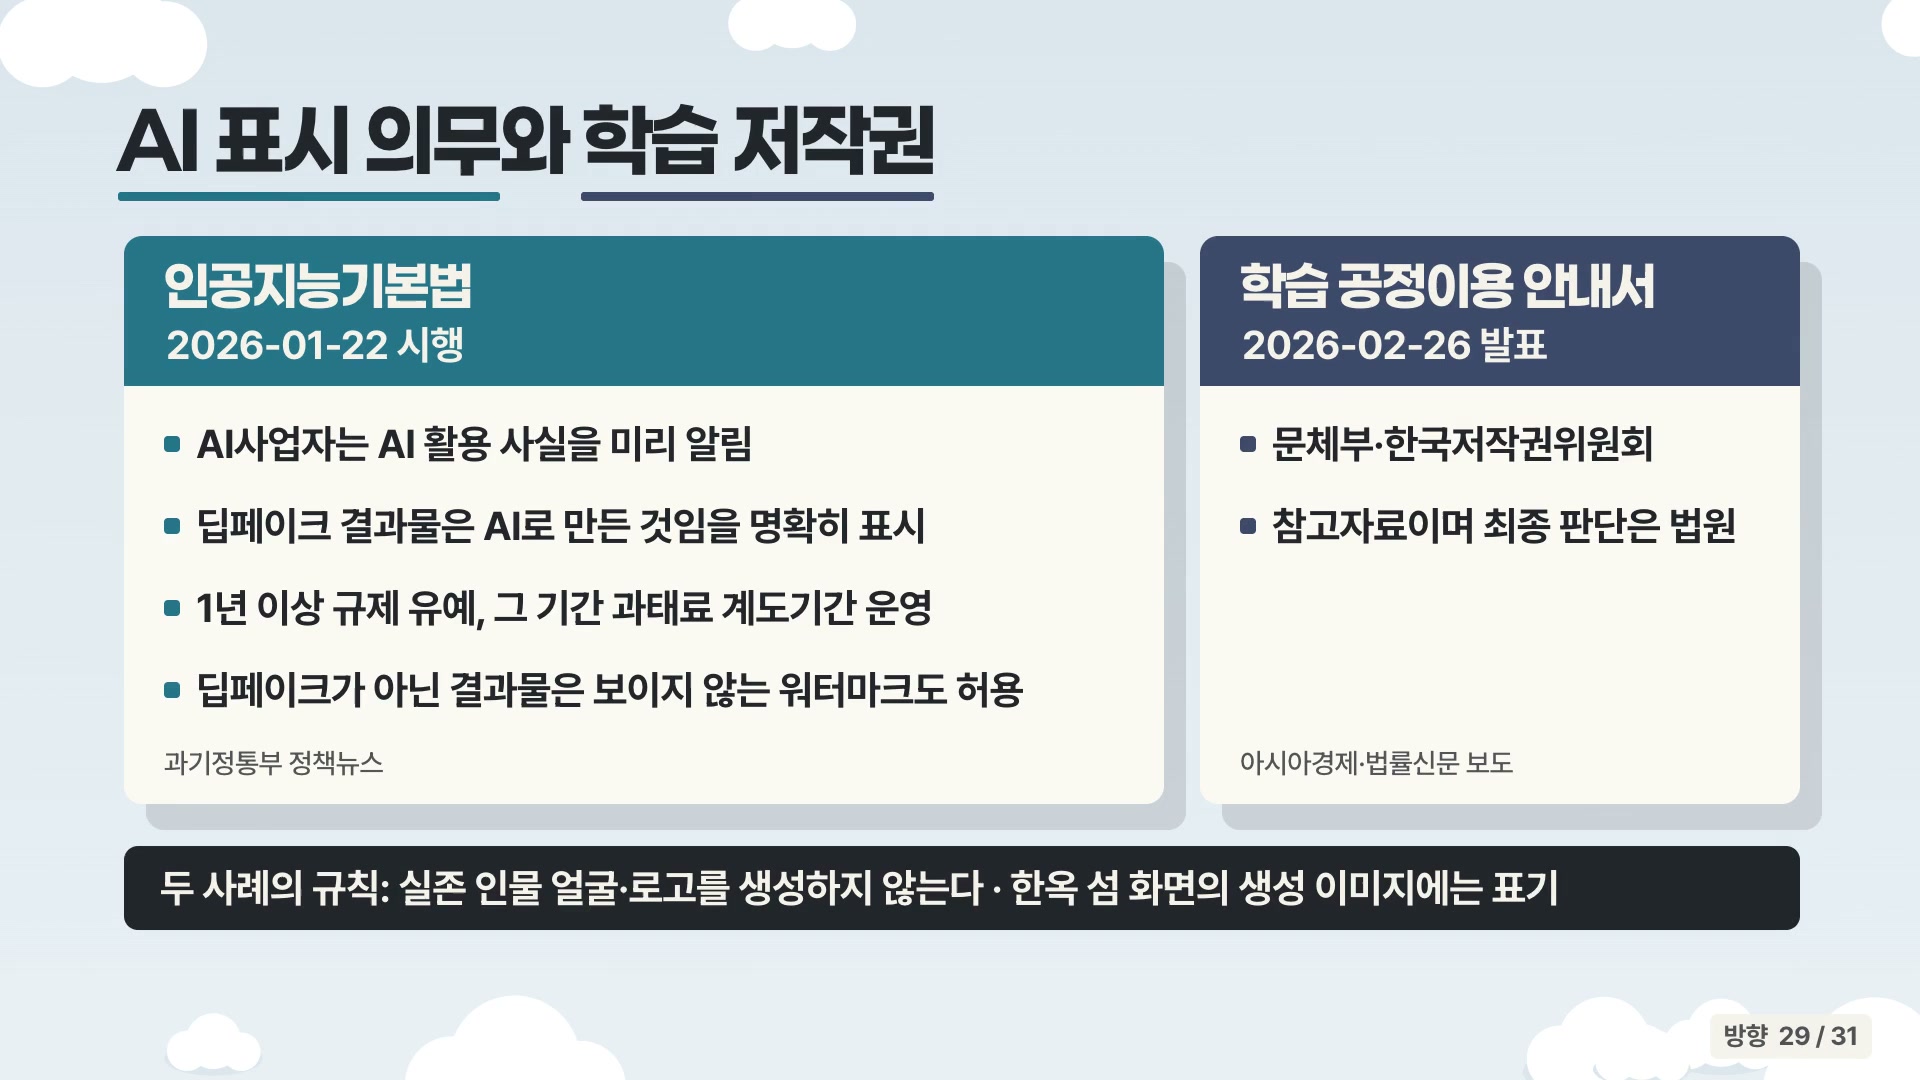 AI 표시 의무와 학습 저작권
인공지능기본법
2026-01-22 시행
AI사업자는 AI 활용 사실을 미리 알림
딥페이크 결과물은 AI로 만든 것임을 명확히 표시
1년 이상 규제 유예, 그 기간 과태료 계도기간 운영
딥페이크가 아닌 결과물은 보이지 않는 워터마크도 허용
과기정통부 정책뉴스
학습 공정이용 안내서
2026-02-26 발표
문체부·한국저작권위원회
참고자료이며 최종 판단은 법원
아시아경제·법률신문 보도
두 사례의 규칙: 실존 인물 얼굴·로고를 생성하지 않는다 · 한옥 섬 화면의 생성 이미지에는 표기
방향 29 / 31